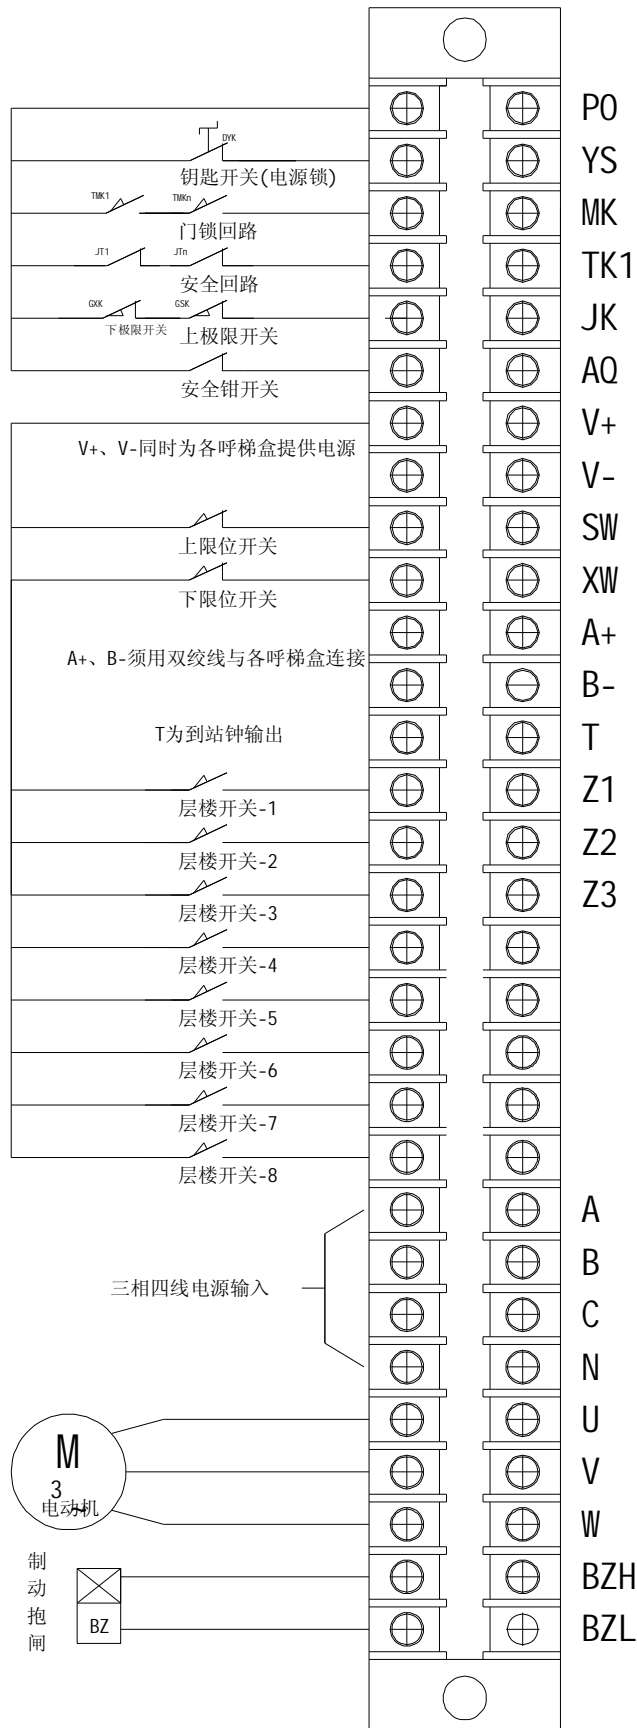 P0
DYK
YS
钥匙开关(电源锁)
TMK1 TMKn
MK
门锁回路
JT1 JTn
TK1
安全回路
GXK GSK
JK
下极限开关 上极限开关
AQ
安全钳开关
V+
V+、V-同时为各呼梯盒提供电源
V-
SW
上限位开关
XW
下限位开关
A+
A+、B-须用双绞线与各呼梯盒连接
B-
T为到站钟输出
T
Z1
层楼开关-1
Z2
层楼开关-2
Z3
层楼开关-3
层楼开关-4
层楼开关-5
层楼开关-6
层楼开关-7
层楼开关-8
A
B
三相四线电源输入
C
N
U
M
3~
电动机
V
W
制动抱闸
BZH
BZ
BZL